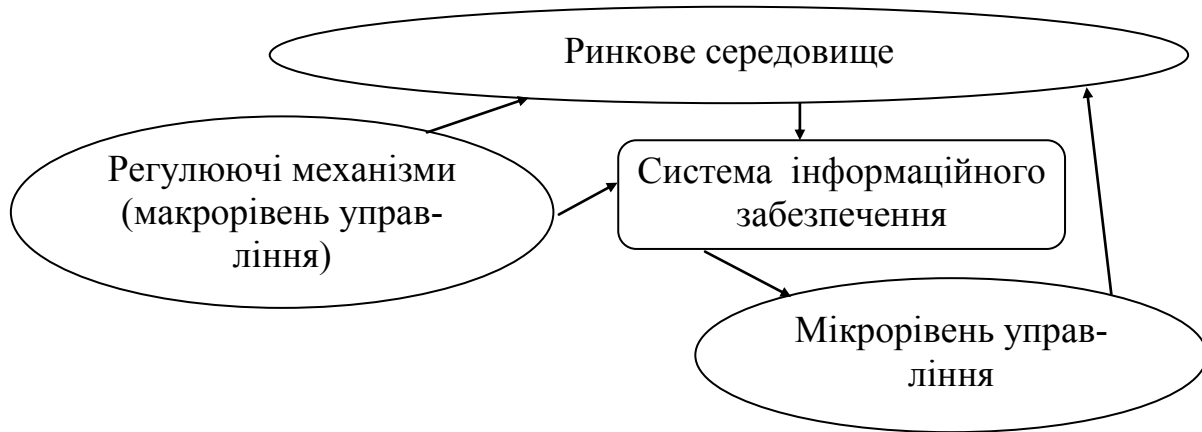 Ринкове середовище
Регулюючі механізми
(макрорівень управ-
ління)
Система інформаційного
забезпечення
Мікрорівень управ-
ління